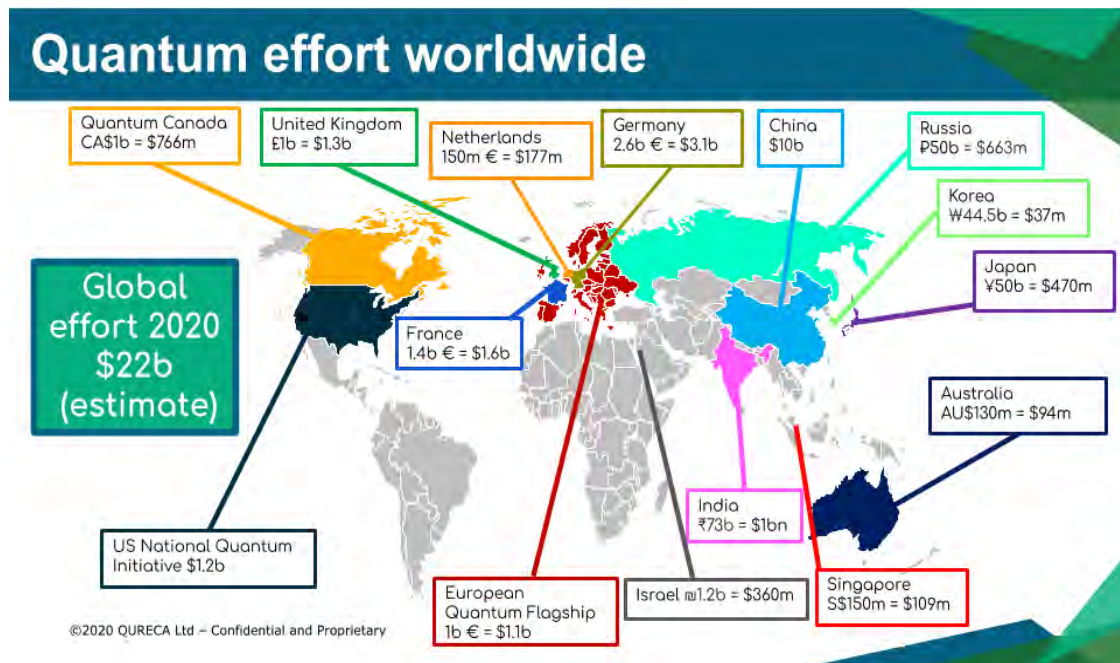 Quantum effort worldwide
Quantum Canada
CA$1b = $766m
United Kingdom
£1b = $1.3b
Netherlands
150m € = $177m
Germany
2.6b € = $3.1b
China
$10b
Russia
₽50b = $663m
Korea
₩44.5b = $37m
Japan
¥50b = $470m
Global
effort 2020
$22b
(estimate)
France
1.4b € = $1.6b
Australia
AU$130m = $94m
India
₹73b = $1bn
US National Quantum
Initiative $1.2b
European
Quantum Flagship
1b € = $1.1b
Israel ₪1.2b = $360m
Singapore
S$150m = $109m
©2020 QURECA Ltd – Confidential and Proprietary